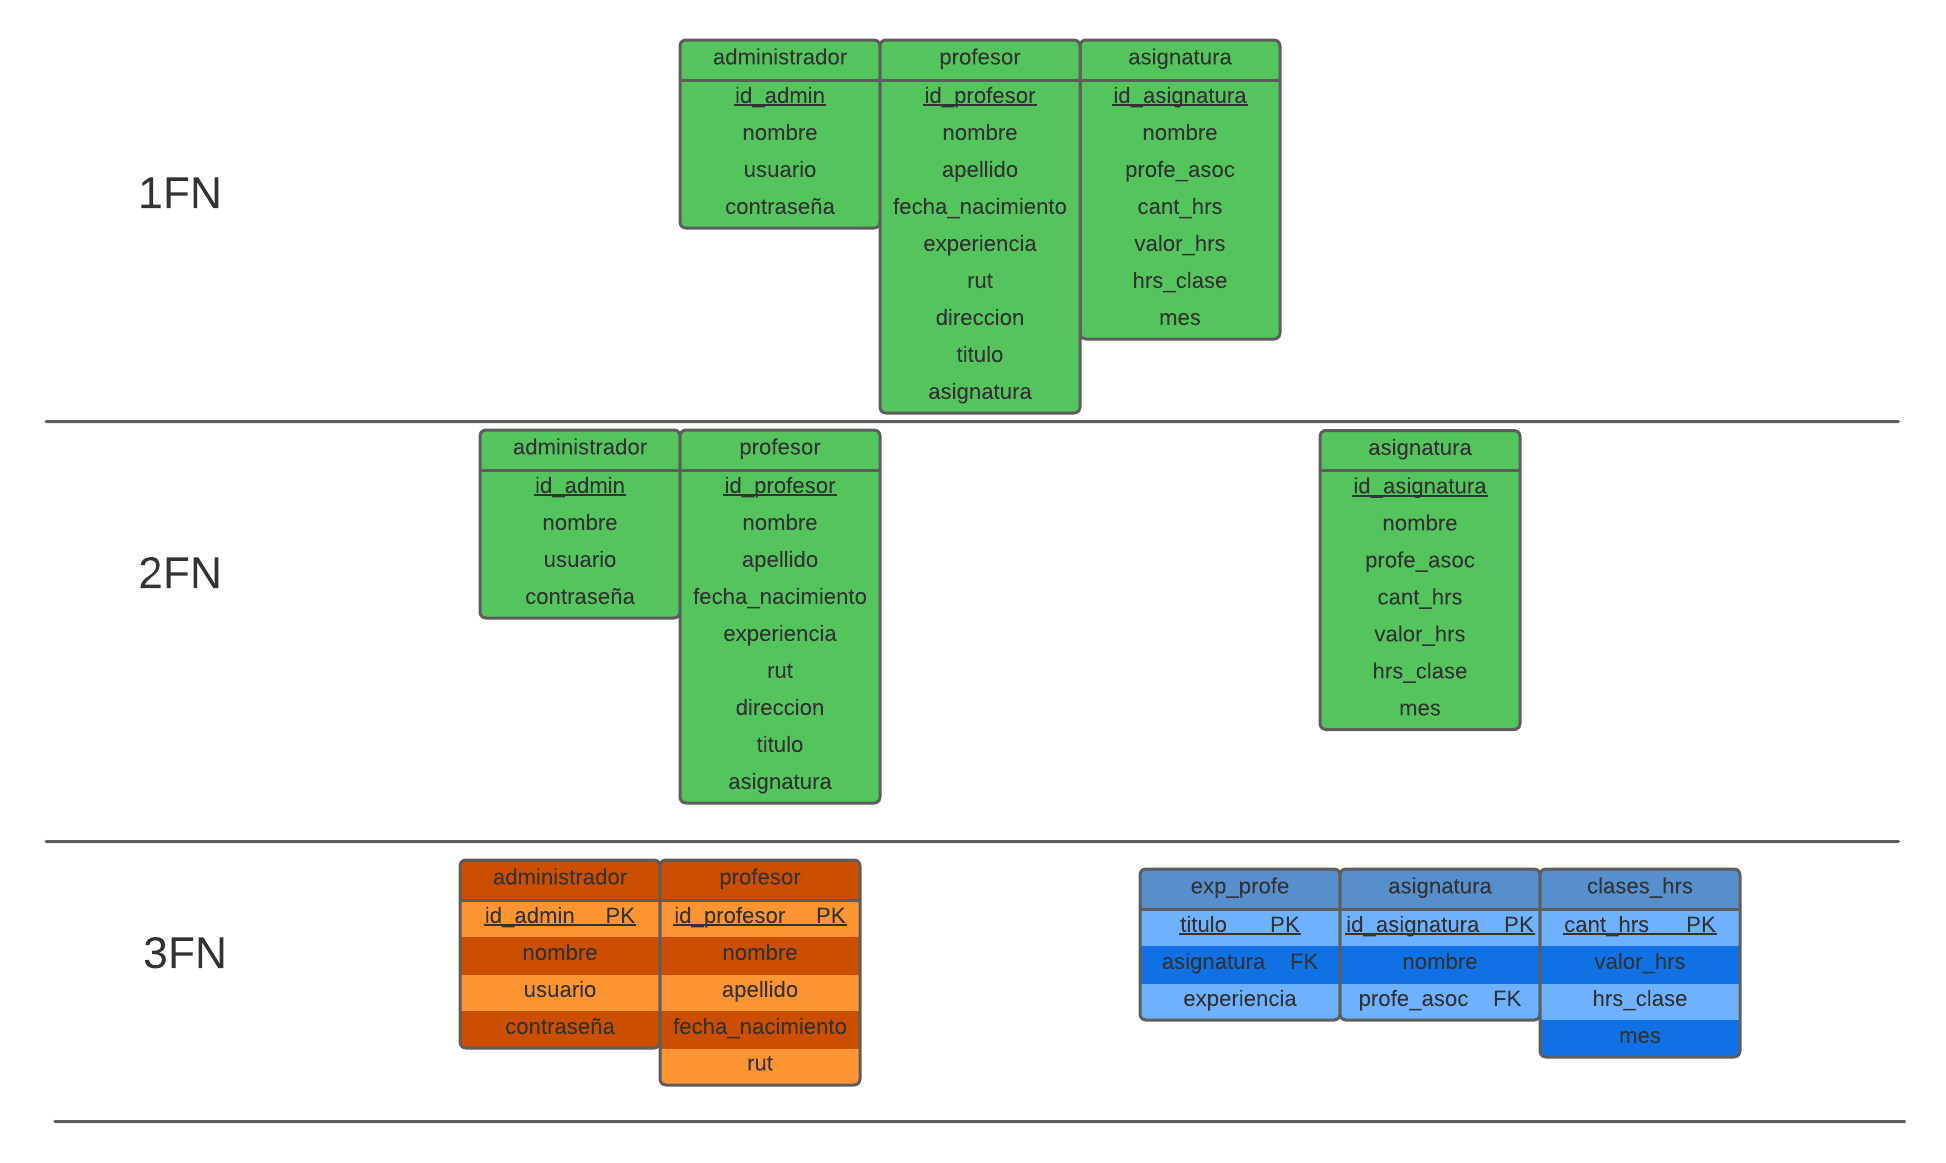 1FN
administrador
id_admin
nombre
usuario
contraseña
profesor
id_profesor
nombre
apellido
fecha_nacimiento
experiencia
rut
direccion
titulo
asignatura
asignatura
id_asignatura
nombre
profe_asoc
cant_hrs
valor_hrs
hrs_clase
mes
2FN
administrador
id_admin
nombre
usuario
contraseña
profesor
id_profesor
nombre
apellido
fecha_nacimiento
experiencia
rut
direccion
titulo
asignatura
asignatura
id_asignatura
nombre
profe_asoc
cant_hrs
valor_hrs
hrs_clase
mes
3FN
administrador
id_admin PK
nombre
usuario
contraseña
profesor
id_profesor PK
nombre
apellido
fecha_nacimiento
rut
exp_profe
titulo PK
asignatura FK
experiencia
asignatura
id_asignatura PK
nombre
profe_asoc FK
clases_hrs
cant_hrs PK
valor_hrs
hrs_clase
mes